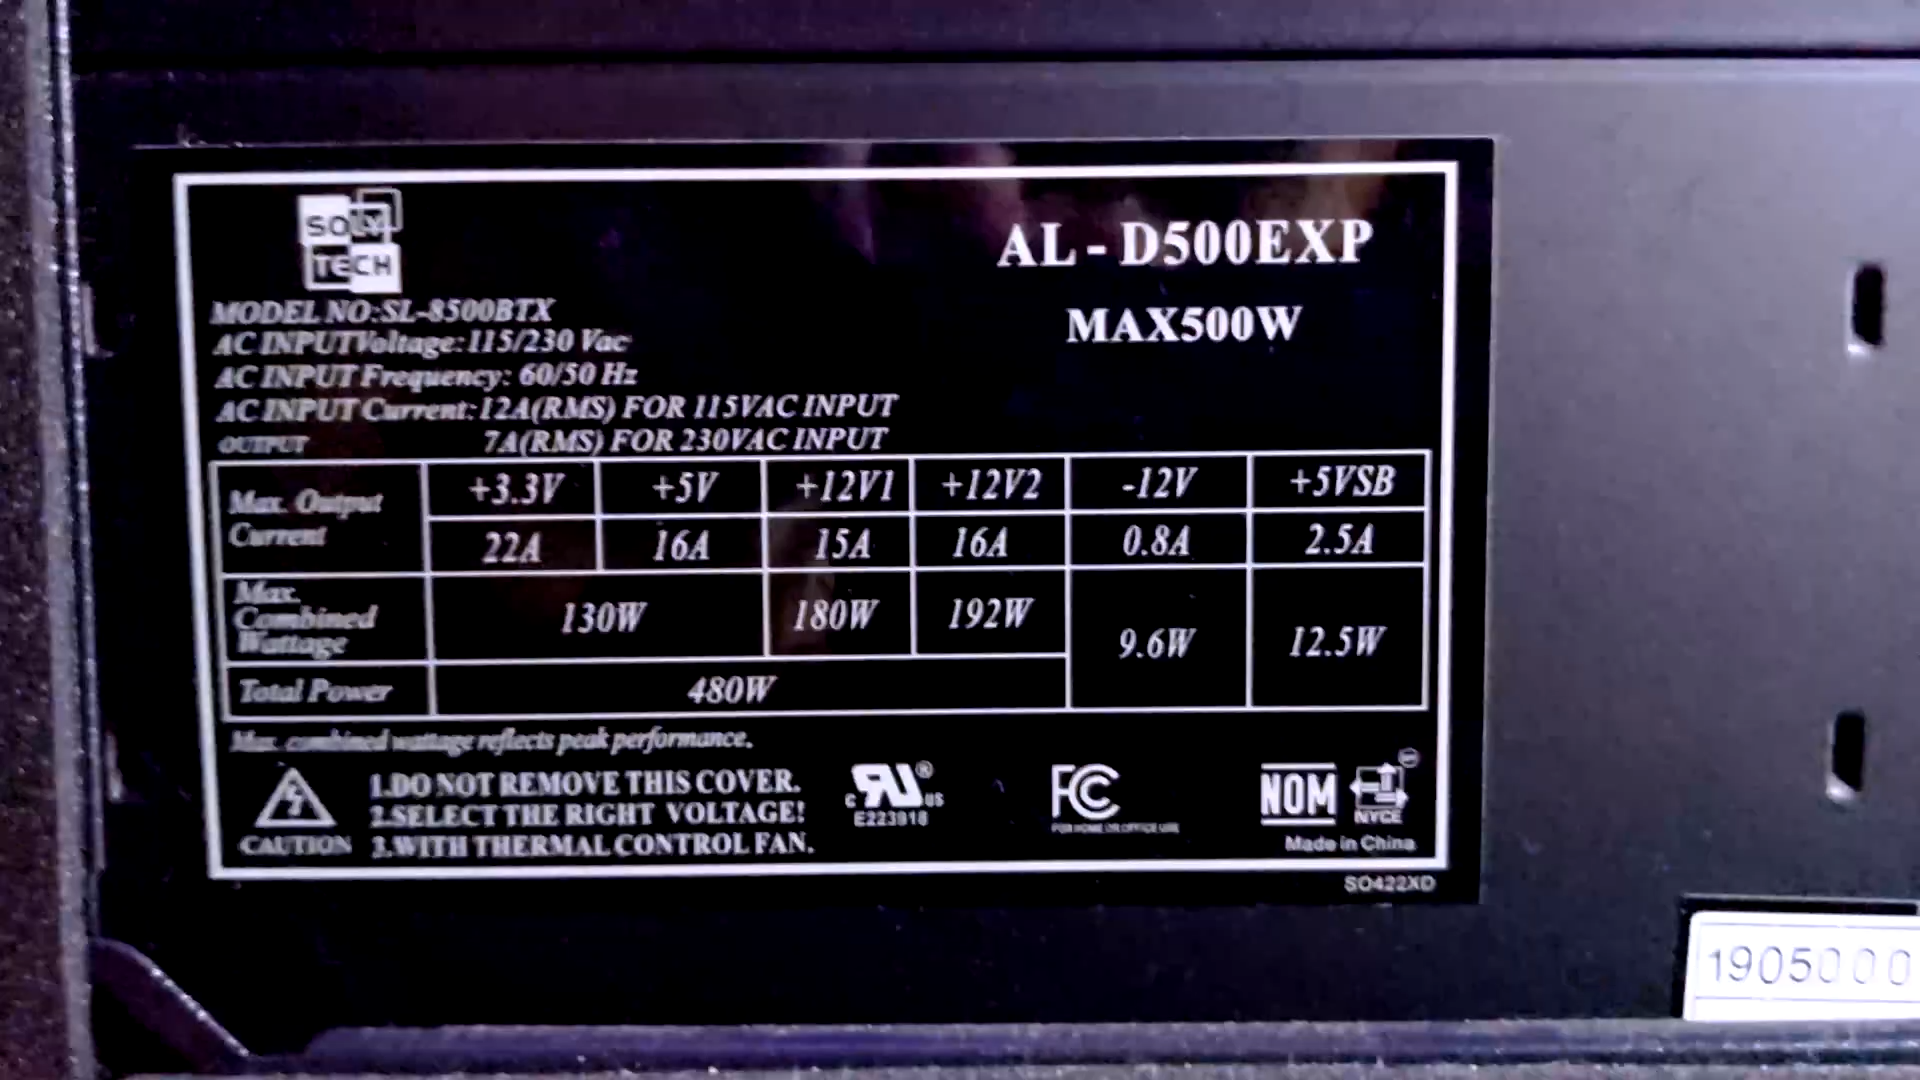 SOLY
TECH
AL-D500EXP
MAX500W
MODEL NO:SL-8500BTX
AC INPUTVoltage:115/230 Vac
AC INPUT Frequency: 60/50 Hz
AC INPUT Current:12A(RMS) FOR 115VAC INPUT
OUTPUT 7A(RMS) FOR 230VAC INPUT
Max. Output Current +3.3V +5V +12V1 +12V2 -12V +5VSB
22A 16A 15A 16A 0.8A 2.5A
Max. Combined Wattage 130W 180W 192W 9.6W 12.5W
Total Power 480W
Max. combined wattage reflects peak performance.
1.DO NOT REMOVE THIS COVER.
2.SELECT THE RIGHT VOLTAGE!
CAUTION 3.WITH THERMAL CONTROL FAN.
c RU ® US
E223918
FC
FOR HOME OR OFFICE USE
NOM
NYCE
Made in China
SO422XD
1905000